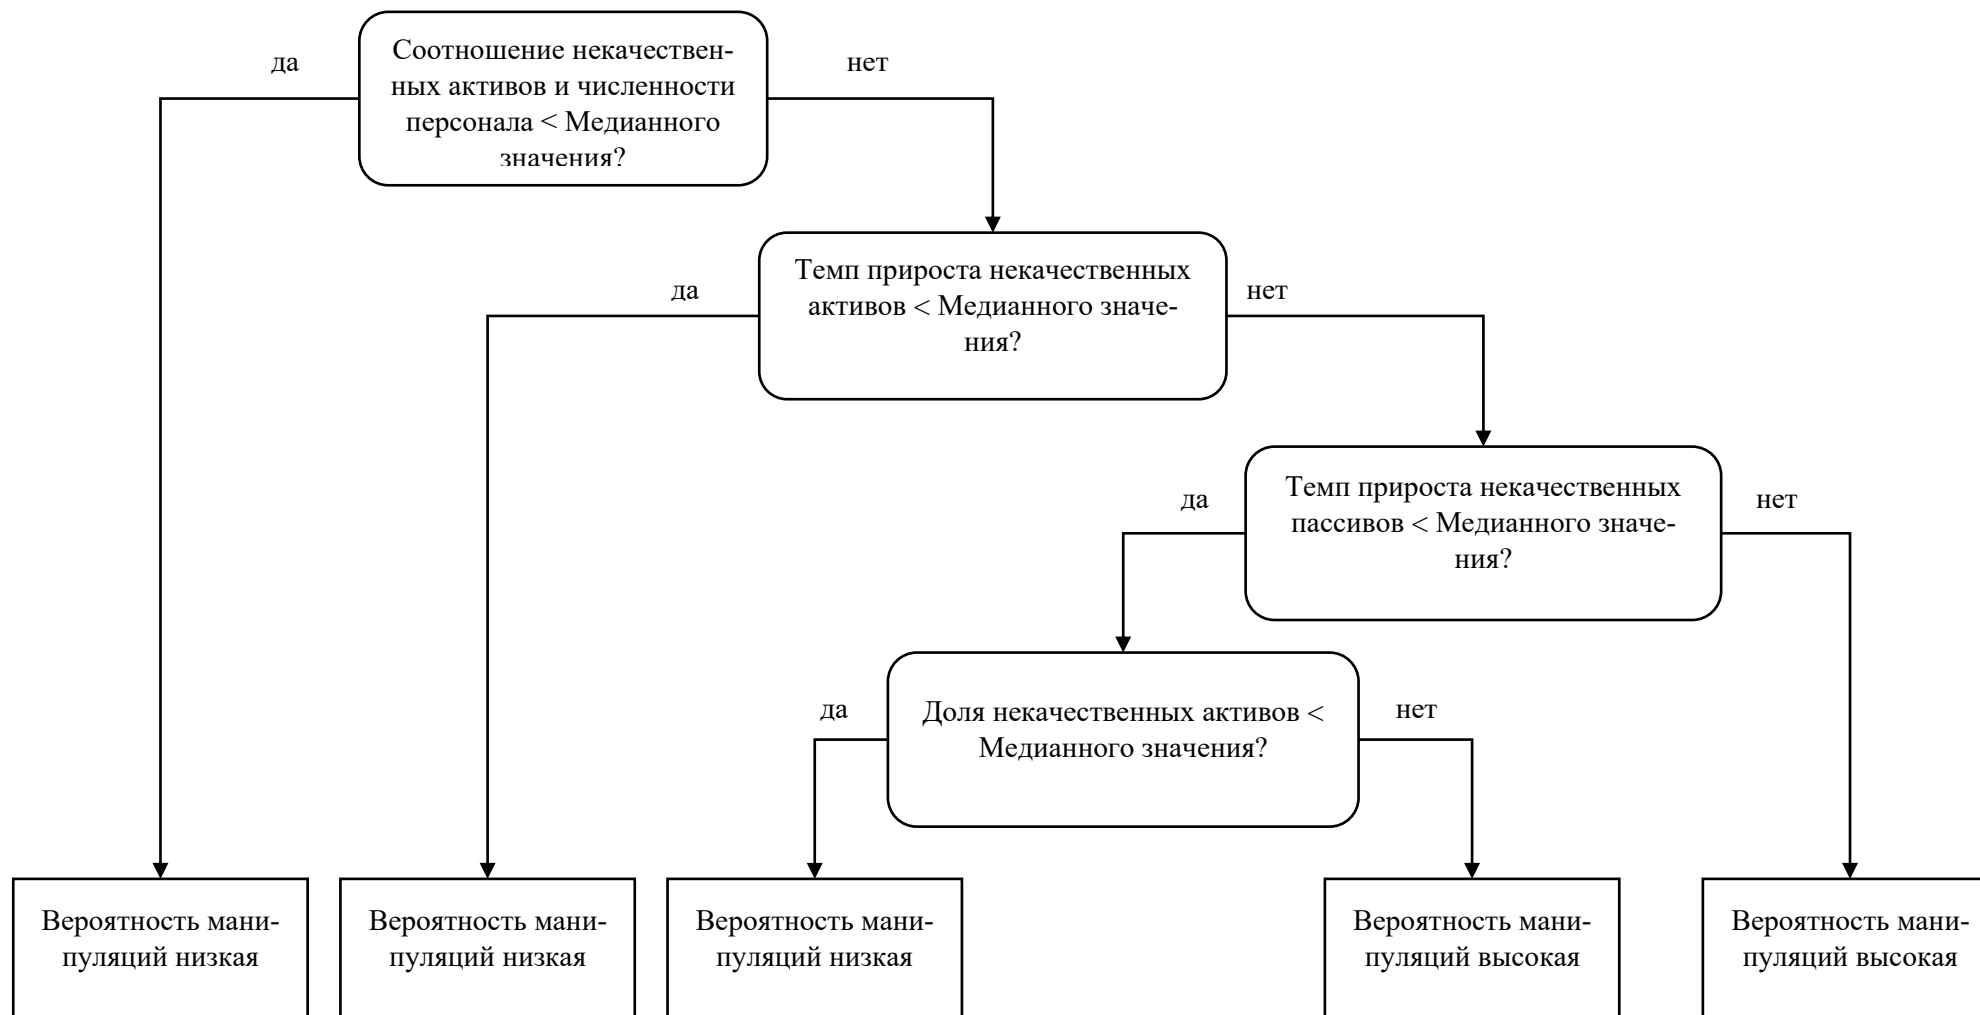 да
Соотношение некачествен-
ных активов и численности
персонала < Медианного
значения?
нет
да
Темп прироста некачественных
активов < Медианного значе-
ния?
нет
да
Темп прироста некачественных
пассивов < Медианного значе-
ния?
нет
да
Доля некачественных активов <
Медианного значения?
нет
Вероятность мани-
пуляций низкая
Вероятность мани-
пуляций низкая
Вероятность мани-
пуляций низкая
Вероятность мани-
пуляций высокая
Вероятность мани-
пуляций высокая